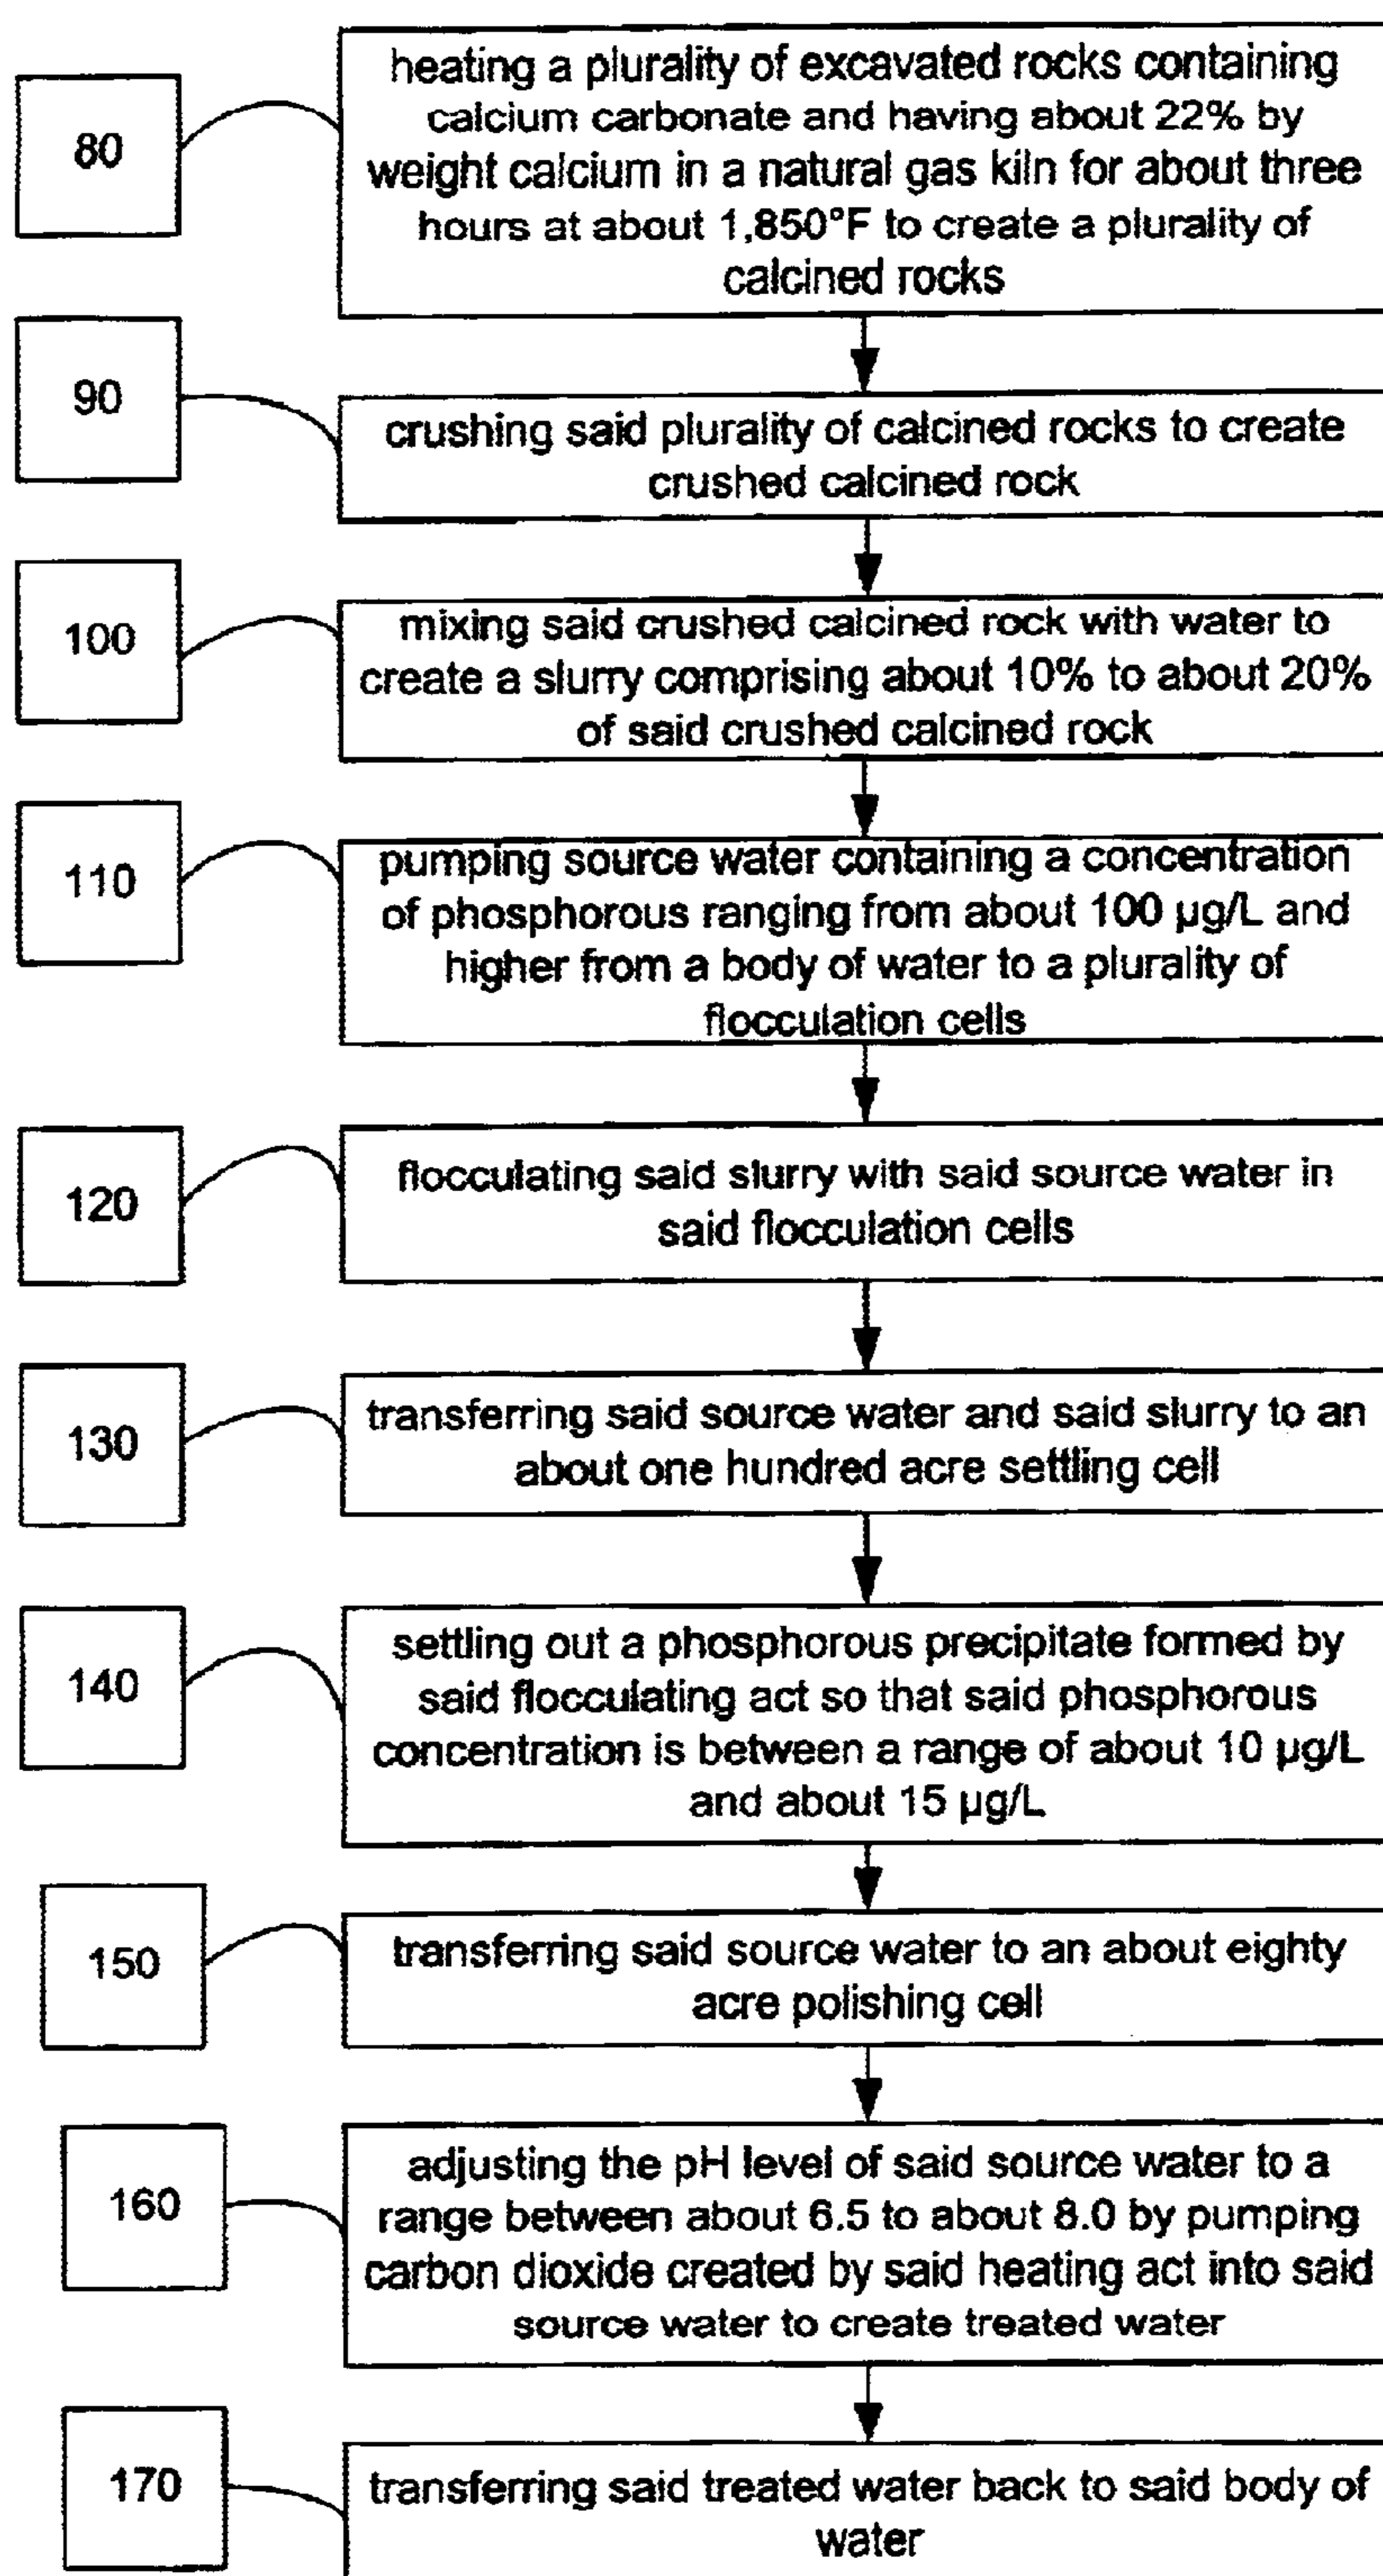 80
heating a plurality of excavated rocks containing
calcium carbonate and having about 22% by
weight calcium in a natural gas kiln for about three
hours at about 1,850°F to create a plurality of
calcined rocks
90
crushing said plurality of calcined rocks to create
crushed calcined rock
100
mixing said crushed calcined rock with water to
create a slurry comprising about 10% to about 20%
of said crushed calcined rock
110
pumping source water containing a concentration
of phosphorous ranging from about 100 µg/L and
higher from a body of water to a plurality of
flocculation cells
120
flocculating said slurry with said source water in
said flocculation cells
130
transferring said source water and said slurry to an
about one hundred acre settling cell
140
settling out a phosphorous precipitate formed by
said flocculating act so that said phosphorous
concentration is between a range of about 10 µg/L
and about 15 µg/L
150
transferring said source water to an about eighty
acre polishing cell
160
adjusting the pH level of said source water to a
range between about 6.5 to about 8.0 by pumping
carbon dioxide created by said heating act into said
source water to create treated water
170
transferring said treated water back to said body of
water